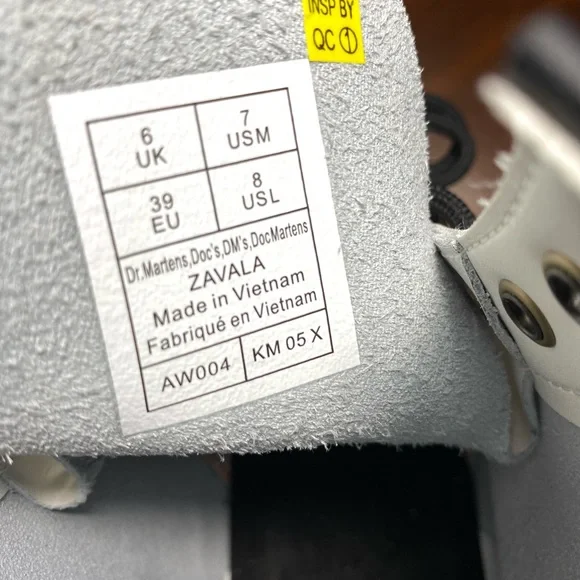 INSP BY
QC ①
6 UK
7 USM
39 EU
8 USL
Dr.Martens,Doc's,DM's,DocMartens
ZAVALA
Made in Vietnam
Fabriqué en Vietnam
AW004
KM 05 X